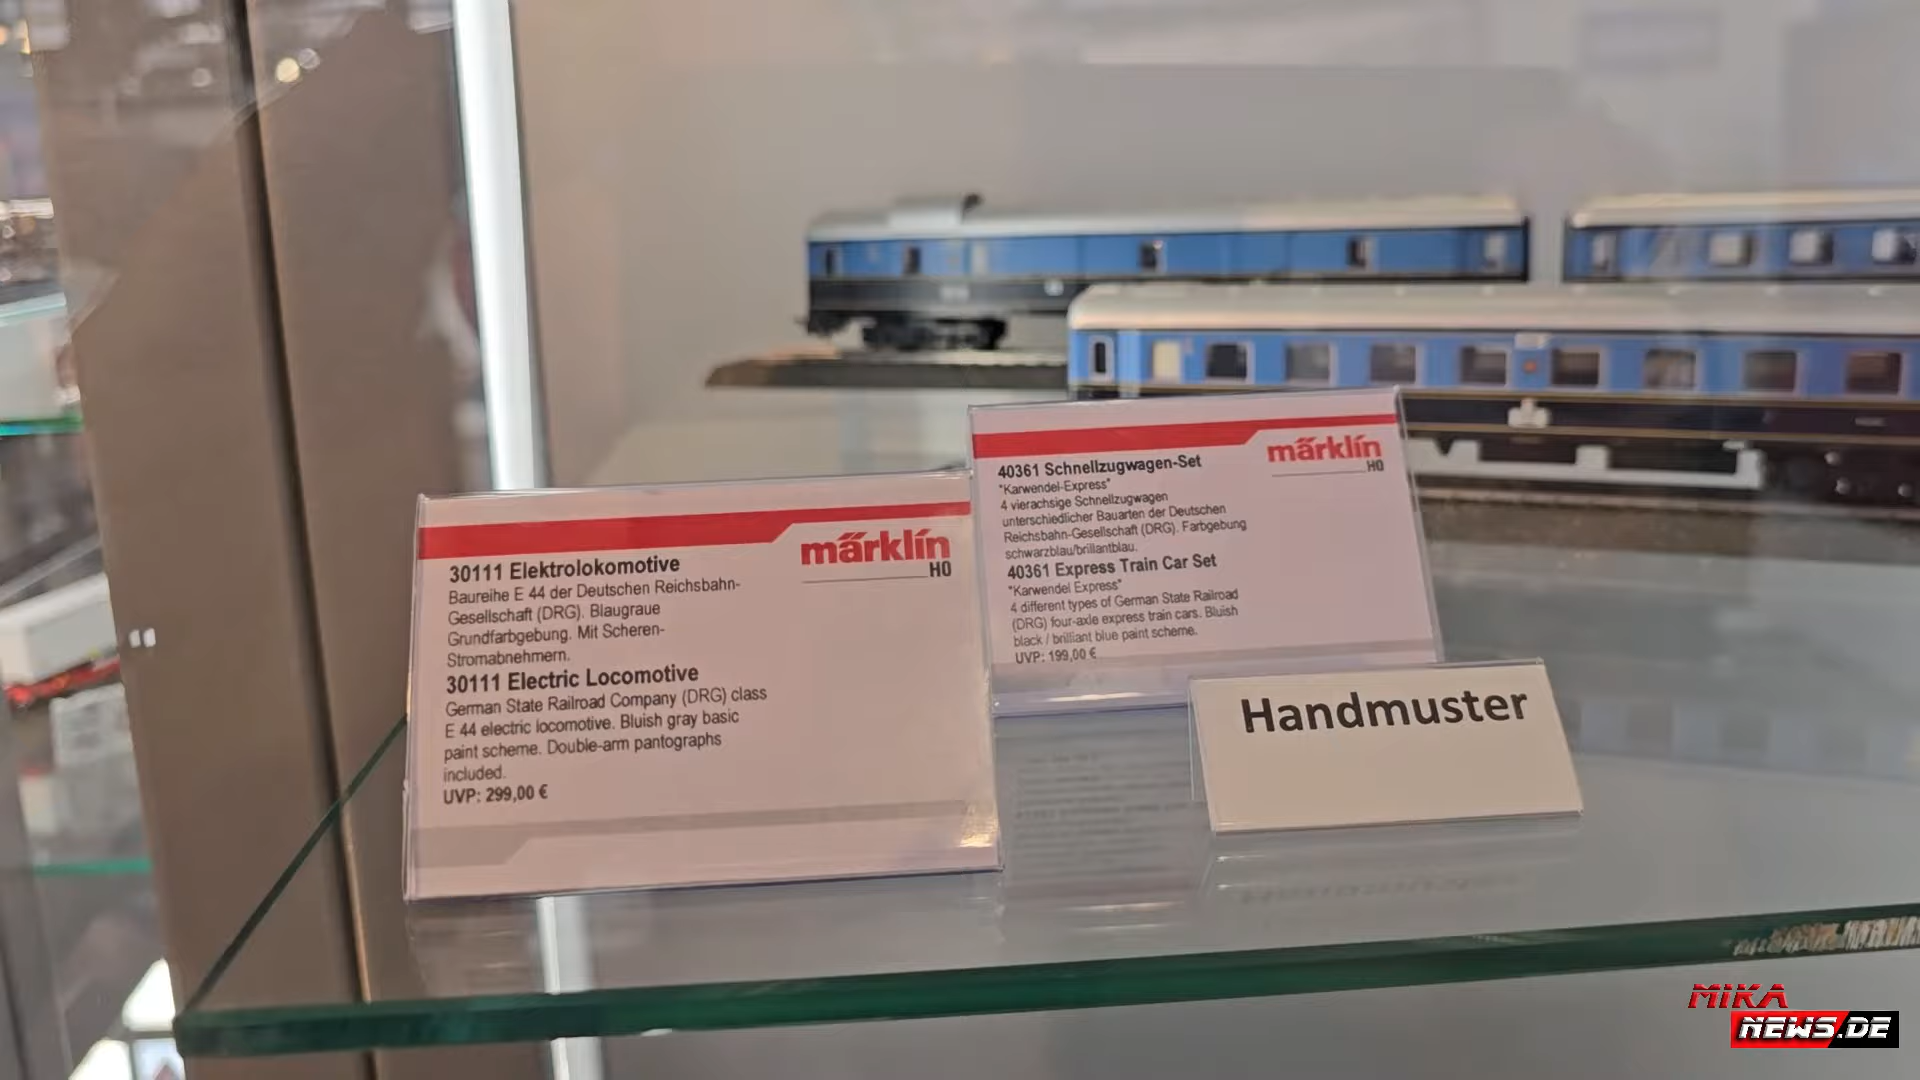 30111 Elektrolokomotive
Baureihe E 44 der Deutschen Reichsbahn-
Gesellschaft (DRG). Blaugraue
Grundfarbgebung. Mit Scheren-
Stromabnehmern.
30111 Electric Locomotive
German State Railroad Company (DRG) class
E 44 electric locomotive. Bluish gray basic
paint scheme. Double-arm pantographs
included.
UVP: 299,00 €
märklin
H0
40361 Schnellzugwagen-Set
"Karwendel-Express"
4 vierachsige Schnellzugwagen
unterschiedlicher Bauarten der Deutschen
Reichsbahn-Gesellschaft (DRG). Farbgebung
schwarzblau/brillantblau.
40361 Express Train Car Set
"Karwendel Express"
4 different types of German State Railroad
(DRG) four-axle express train cars. Bluish
black / brilliant blue paint scheme.
UVP: 199,00 €
märklin
H0
Handmuster
MIKA
NEWS.DE